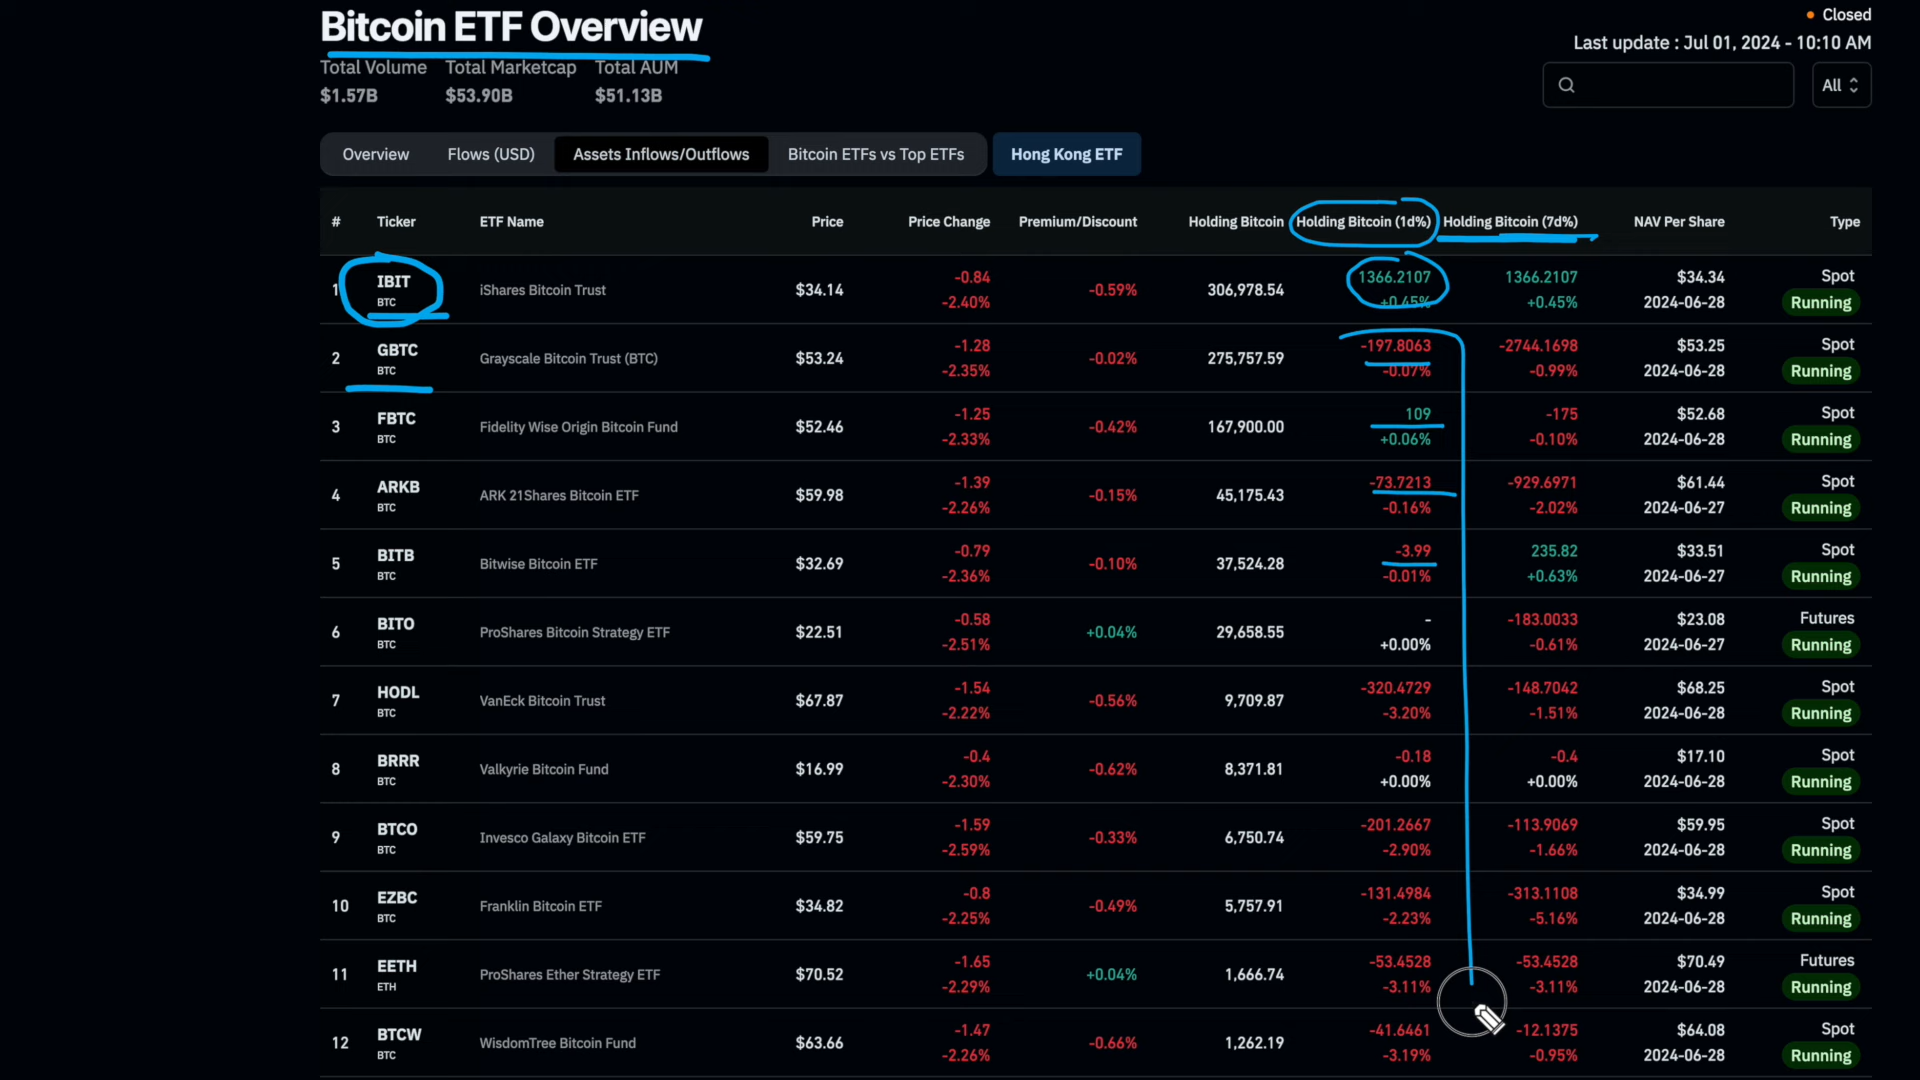 Bitcoin ETF Overview
Closed
Last update : Jul 01, 2024 - 10:10 AM
Total Volume Total Marketcap Total AUM
$1.57B $53.90B $51.13B
All
Overview Flows (USD) Assets Inflows/Outflows Bitcoin ETFs vs Top ETFs Hong Kong ETF
# Ticker ETF Name Price Price Change Premium/Discount Holding Bitcoin Holding Bitcoin (1d%) Holding Bitcoin (7d%) NAV Per Share Type
1 IBIT iShares Bitcoin Trust $34.14 -0.84 -0.59% 306,978.54 1366.2107 1366.2107 $34.34 Spot
BTC -2.40% +0.45% +0.45% 2024-06-28 Running
2 GBTC Grayscale Bitcoin Trust (BTC) $53.24 -1.28 -0.02% 275,757.59 -197.8063 -2744.1698 $53.25 Spot
BTC -2.35% -0.07% -0.99% 2024-06-28 Running
3 FBTC Fidelity Wise Origin Bitcoin Fund $52.46 -1.25 -0.42% 167,900.00 109 -175 $52.68 Spot
BTC -2.33% +0.06% -0.10% 2024-06-28 Running
4 ARKB ARK 21Shares Bitcoin ETF $59.98 -1.39 -0.15% 45,175.43 -73.7213 -929.6971 $61.44 Spot
BTC -2.26% -0.16% -2.02% 2024-06-27 Running
5 BITB Bitwise Bitcoin ETF $32.69 -0.79 -0.10% 37,524.28 -3.99 235.82 $33.51 Spot
BTC -2.36% -0.01% +0.63% 2024-06-27 Running
6 BITO ProShares Bitcoin Strategy ETF $22.51 -0.58 +0.04% 29,658.55 - -183.0033 $23.08 Futures
BTC -2.51% +0.00% -0.61% 2024-06-27 Running
7 HODL VanEck Bitcoin Trust $67.87 -1.54 -0.56% 9,709.87 -320.4729 -148.7042 $68.25 Spot
BTC -2.22% -3.20% -1.51% 2024-06-28 Running
8 BRRR Valkyrie Bitcoin Fund $16.99 -0.4 -0.62% 8,371.81 -0.18 -0.4 $17.10 Spot
BTC -2.30% +0.00% +0.00% 2024-06-28 Running
9 BTCO Invesco Galaxy Bitcoin ETF $59.75 -1.59 -0.33% 6,750.74 -201.2667 -113.9069 $59.95 Spot
BTC -2.59% -2.90% -1.66% 2024-06-28 Running
10 EZBC Franklin Bitcoin ETF $34.82 -0.8 -0.49% 5,757.91 -131.4984 -313.1108 $34.99 Spot
BTC -2.25% -2.23% -5.16% 2024-06-28 Running
11 EETH ProShares Ether Strategy ETF $70.52 -1.65 +0.04% 1,666.74 -53.4528 -53.4528 $70.49 Futures
ETH -2.29% -3.11% -3.11% 2024-06-28 Running
12 BTCW WisdomTree Bitcoin Fund $63.66 -1.47 -0.66% 1,262.19 -41.6461 -12.1375 $64.08 Spot
BTC -2.26% -3.19% -0.95% 2024-06-28 Running